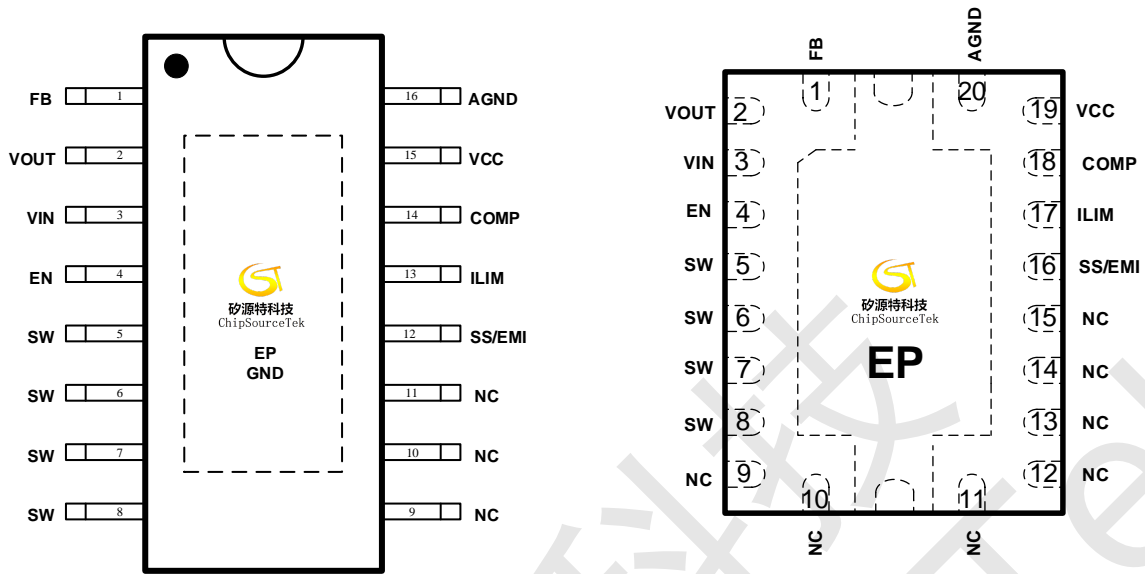 FB 1 16 AGND
VOUT 2 15 VCC
VIN 3 14 COMP
EN 4 13 ILIM
SW 5 12 SS/EMI
SW 6 11 NC
SW 7 10 NC
SW 8 9 NC
矽源特科技
ChipSourceTek
EP
GND
FB AGND
1 20
VOUT 2 19 VCC
VIN 3 18 COMP
EN 4 17 ILIM
SW 5 16 SS/EMI
SW 6 15 NC
SW 7 14 NC
SW 8 13 NC
NC 9 12 NC
10 11
NC NC
矽源特科技
ChipSourceTek
EP
科技